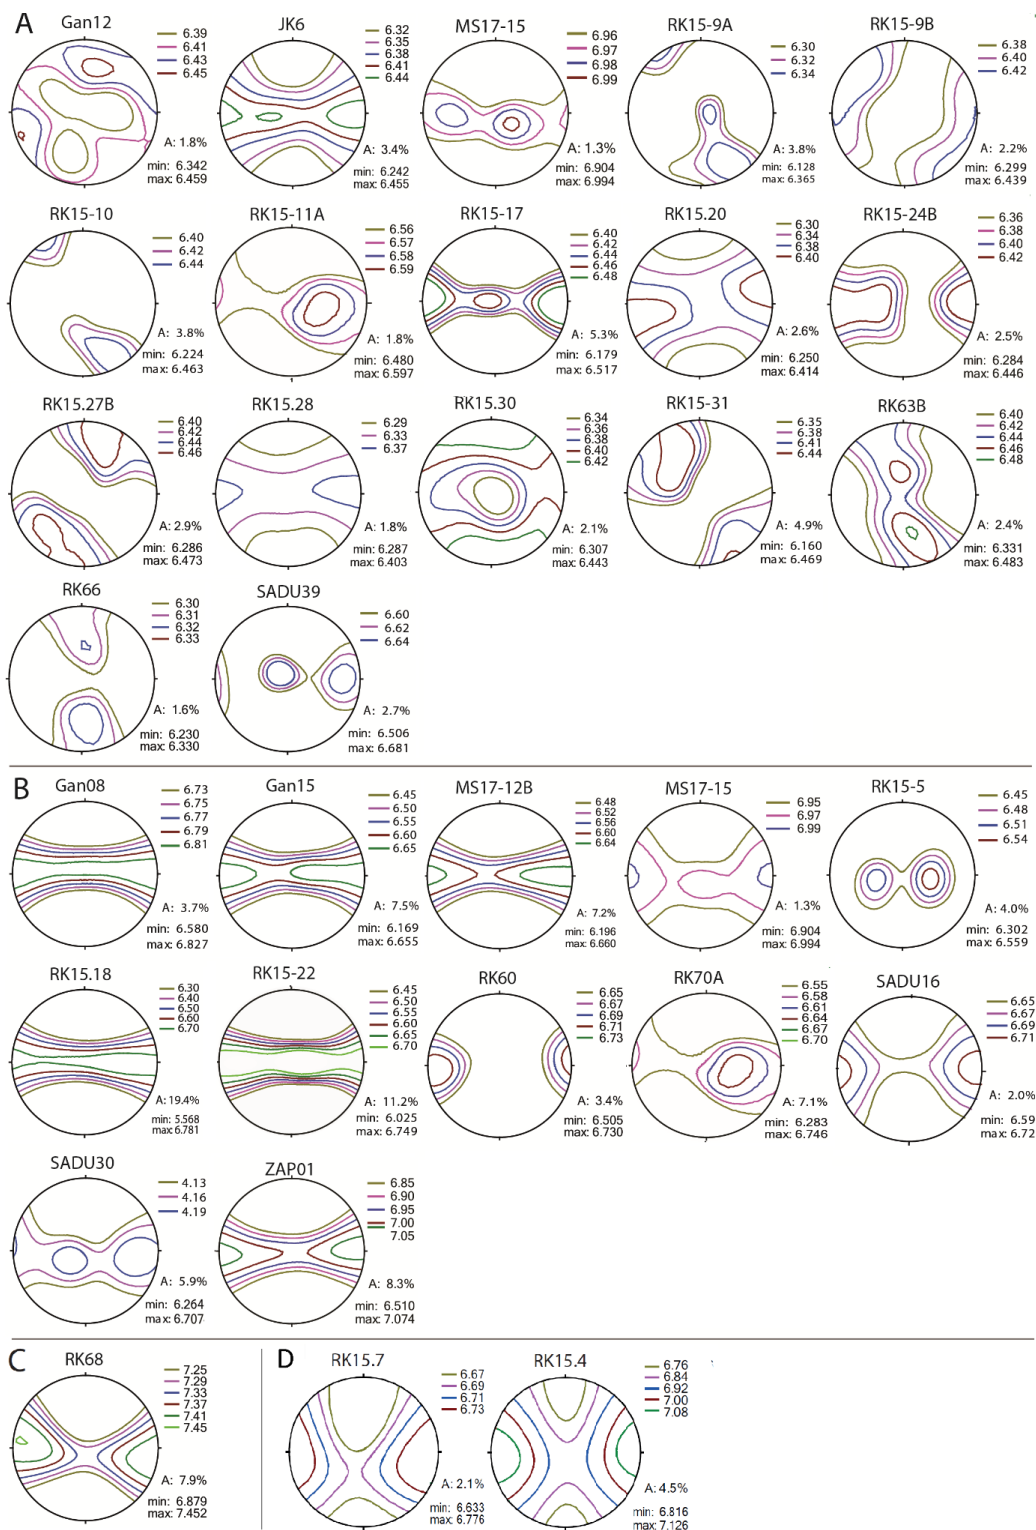 A
Gan12
6.39
6.41
6.43
6.45
A: 1.8%
min: 6.342
max: 6.459
JK6
6.32
6.35
6.38
6.41
6.44
A: 3.4%
min: 6.242
max: 6.455
MS17-15
6.96
6.97
6.98
6.99
A: 1.3%
min: 6.904
max: 6.994
RK15-9A
6.30
6.32
6.34
A: 3.8%
min: 6.128
max: 6.365
RK15-9B
6.38
6.40
6.42
A: 2.2%
min: 6.299
max: 6.439
RK15-10
6.40
6.42
6.44
A: 3.8%
min: 6.224
max: 6.463
RK15-11A
6.56
6.57
6.58
6.59
A: 1.8%
min: 6.480
max: 6.597
RK15-17
6.40
6.42
6.44
6.46
6.48
A: 5.3%
min: 6.179
max: 6.517
RK15.20
6.30
6.34
6.38
6.40
A: 2.6%
min: 6.250
max: 6.414
RK15-24B
6.36
6.38
6.40
6.42
A: 2.5%
min: 6.284
max: 6.446
RK15.27B
6.40
6.42
6.44
6.46
A: 2.9%
min: 6.286
max: 6.473
RK15.28
6.29
6.33
6.37
A: 1.8%
min: 6.287
max: 6.403
RK15.30
6.34
6.36
6.38
6.40
6.42
A: 2.1%
min: 6.307
max: 6.443
RK15-31
6.35
6.38
6.41
6.44
A: 4.9%
min: 6.160
max: 6.469
RK63B
6.40
6.42
6.44
6.46
6.48
A: 2.4%
min: 6.331
max: 6.483
RK66
6.30
6.31
6.32
6.33
A: 1.6%
min: 6.230
max: 6.330
SADU39
6.60
6.62
6.64
A: 2.7%
min: 6.506
max: 6.681
B
Gan08
6.73
6.75
6.77
6.79
6.81
A: 3.7%
min: 6.580
max: 6.827
Gan15
6.45
6.50
6.55
6.60
6.65
A: 7.5%
min: 6.169
max: 6.655
MS17-12B
6.48
6.52
6.56
6.60
6.64
A: 7.2%
min: 6.196
max: 6.660
MS17-15
6.95
6.97
6.99
A: 1.3%
min: 6.904
max: 6.994
RK15-5
6.45
6.48
6.51
6.54
A: 4.0%
min: 6.302
max: 6.559
RK15.18
6.30
6.40
6.50
6.60
6.70
A:19.4%
min: 5.568
max:6.781
RK15-22
6.45
6.50
6.55
6.60
6.65
6.70
A: 11.2%
min: 6.025
max: 6.749
RK60
6.65
6.67
6.69
6.71
6.73
A: 3.4%
min: 6.505
max: 6.730
RK70A
6.55
6.58
6.61
6.64
6.67
6.70
A: 7.1%
min: 6.283
max: 6.746
SADU16
6.65
6.67
6.69
6.71
A: 2.0%
min: 6.59
max: 6.72
SADU30
4.13
4.16
4.19
A: 5.9%
min: 6.264
max: 6.707
ZAP01
6.85
6.90
6.95
7.00
7.05
A: 8.3%
min: 6.510
max: 7.074
C
RK68
7.25
7.29
7.33
7.37
7.41
7.45
A: 7.9%
min: 6.879
max: 7.452
D
RK15.7
6.67
6.69
6.71
6.73
A: 2.1%
min: 6.633
max: 6.776
RK15.4
6.76
6.84
6.92
7.00
7.08
A: 4.5%
min: 6.816
max: 7.126